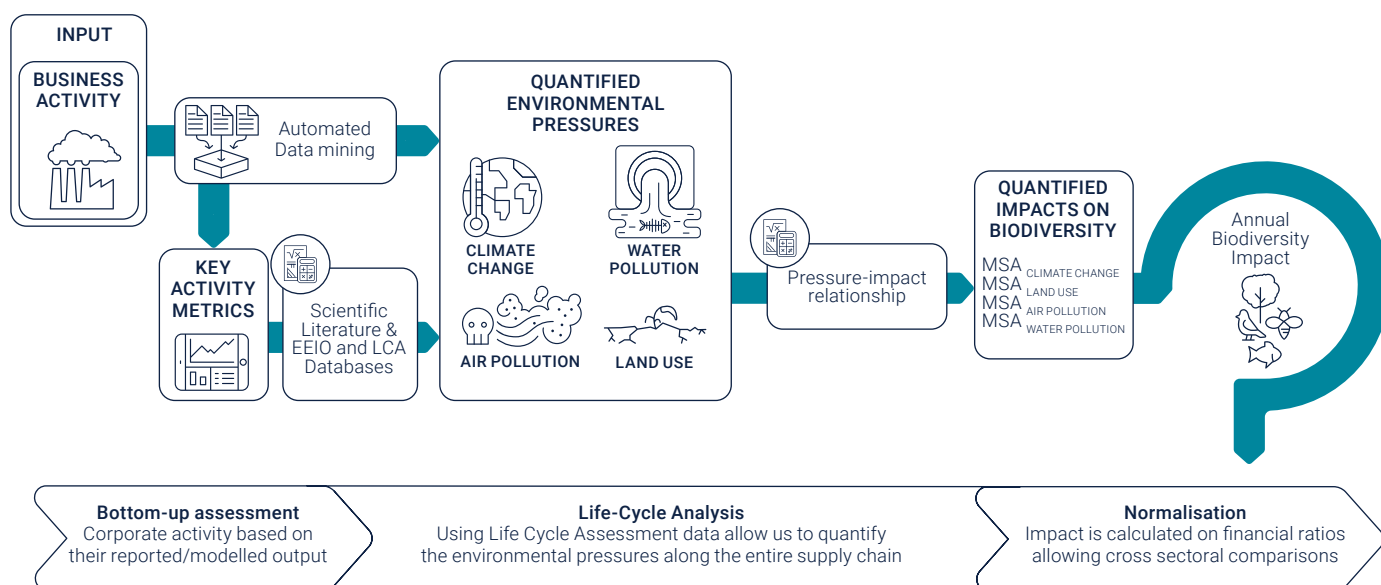 INPUT
BUSINESS
ACTIVITY
Automated
Data mining
KEY
ACTIVITY
METRICS
√x
Scientific
Literature &
EEIO and LCA
Databases
QUANTIFIED
ENVIRONMENTAL
PRESSURES
CLIMATE
CHANGE
WATER
POLLUTION
AIR POLLUTION
LAND USE
√x
Pressure-impact
relationship
QUANTIFIED
IMPACTS ON
BIODIVERSITY
MSA CLIMATE CHANGE
MSA LAND USE
MSA AIR POLLUTION
MSA WATER POLLUTION
Annual
Biodiversity
Impact
Bottom-up assessment
Corporate activity based on
their reported/modelled output
Life-Cycle Analysis
Using Life Cycle Assessment data allow us to quantify
the environmental pressures along the entire supply chain
Normalisation
Impact is calculated on financial ratios
allowing cross sectoral comparisons